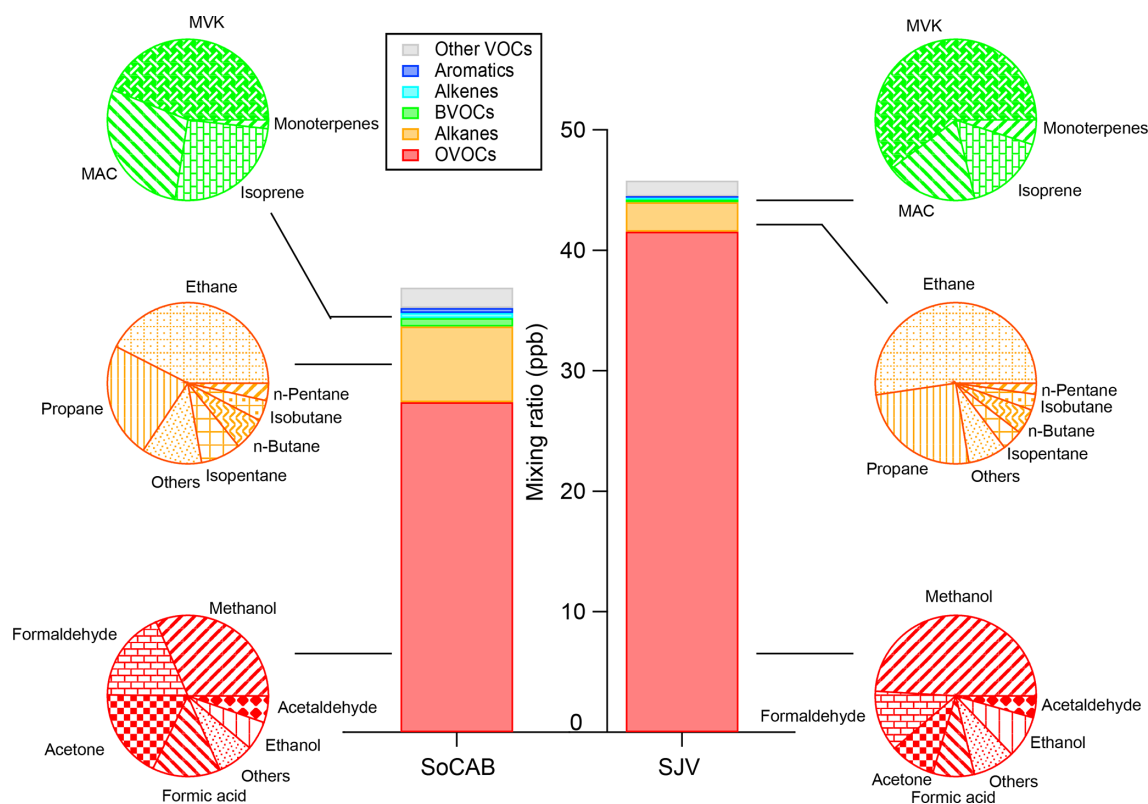 MVK
Monoterpenes
MAC
Isoprene
Other VOCs
Aromatics
Alkenes
BVOCs
Alkanes
OVOCs
MVK
Monoterpenes
Isoprene
MAC
Ethane
n-Pentane
Isobutane
n-Butane
Isopentane
Others
Propane
50
40
30
20
10
0
Mixing ratio (ppb)
Ethane
n-Pentane
Isobutane
n-Butane
Isopentane
Others
Propane
Methanol
Formaldehyde
Acetaldehyde
Acetone
Ethanol
Others
Formic acid
Methanol
Formaldehyde
Acetaldehyde
Ethanol
Acetone
Others
Formic acid
SoCAB
SJV